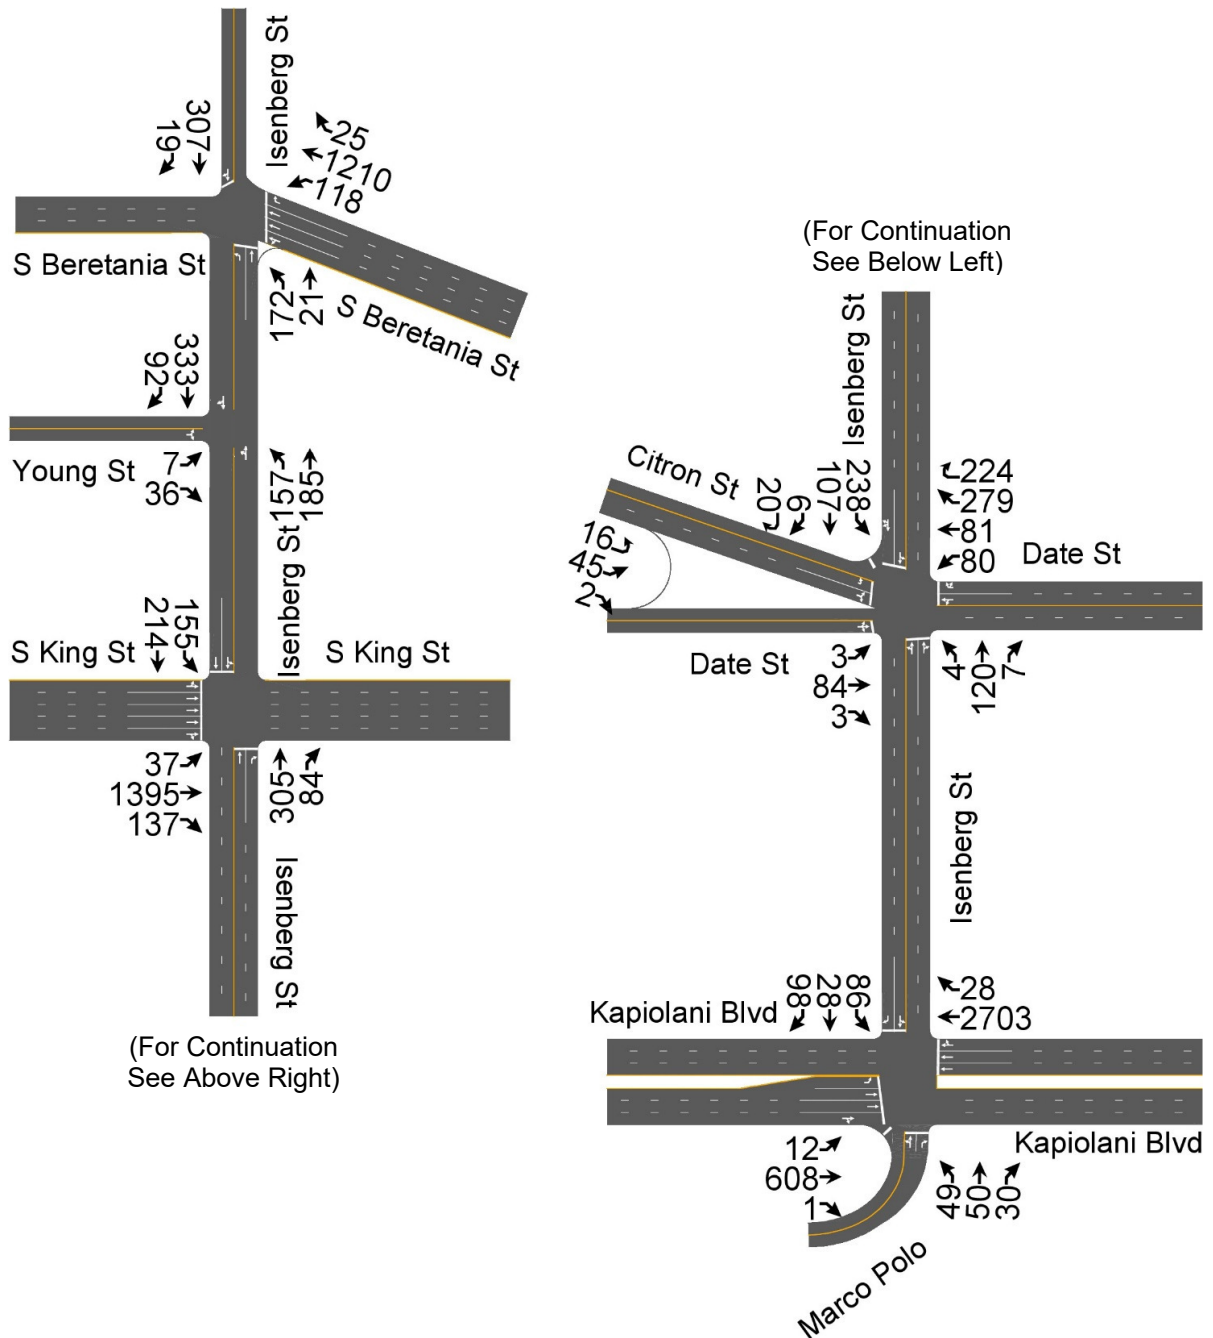 Isenberg St
307
19
25
1210
118
S Beretania St
172
21
S Beretania St
333
92
Young St
7
36
157
185
Isenberg St
155
214
S King St
S King St
37
1395
137
305
84
Isenberg St
(For Continuation
See Above Right)
(For Continuation
See Below Left)
Isenberg St
Citron St
238
107
6
20
224
279
81
80
Date St
16
45
2
Date St
3
84
3
4
120
7
Isenberg St
Kapiolani Blvd
86
28
98
28
2703
Kapiolani Blvd
12
608
1
49
50
30
Marco Polo